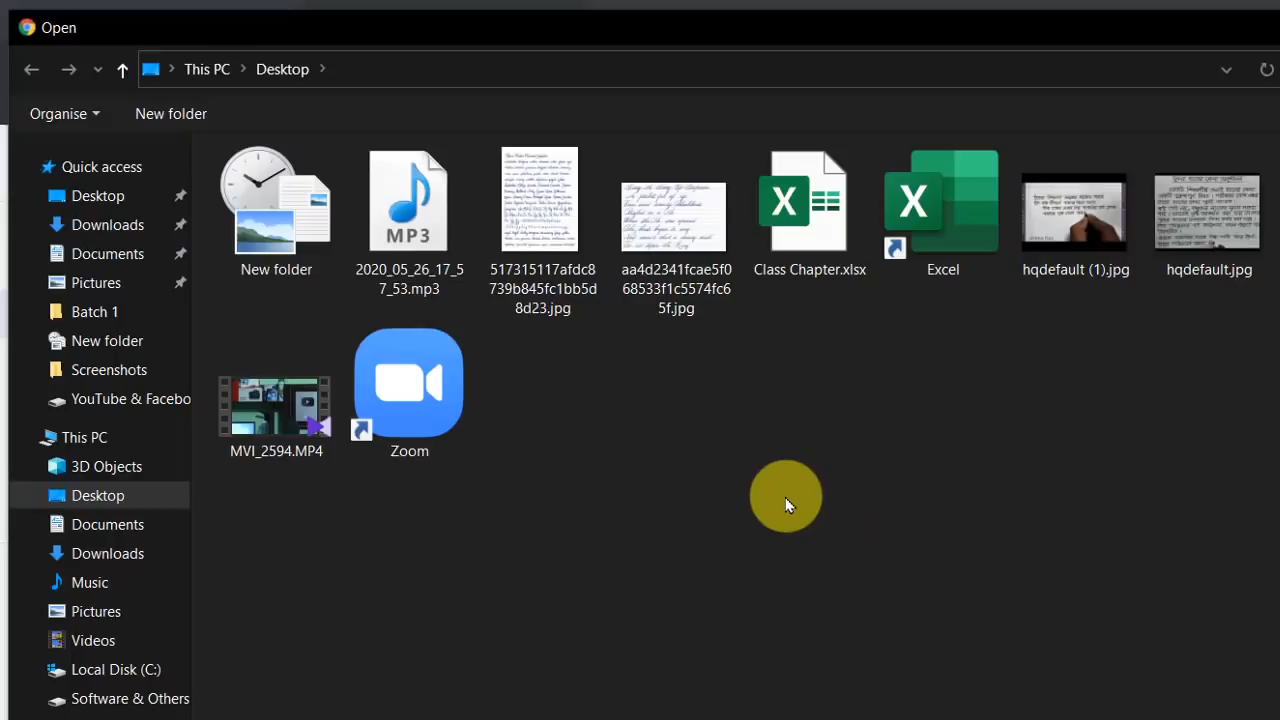 Open
This PC
Desktop
Organise
New folder
Quick access
Desktop
Downloads
Documents
Pictures
Batch 1
New folder
Screenshots
YouTube & Facebo
This PC
3D Objects
Desktop
Documents
Downloads
Music
Pictures
Videos
Local Disk (C:)
Software & Others
New folder
MP3
2020_05_26_17_5
7_53.mp3
517315117afdc8
739b845fc1bb5d
8d23.jpg
aa4d2341fcae5f0
68533f1c5574fc6
5f.jpg
X
Class Chapter.xlsx
X
Excel
hqdefault (1).jpg
hqdefault.jpg
MVI_2594.MP4
Zoom